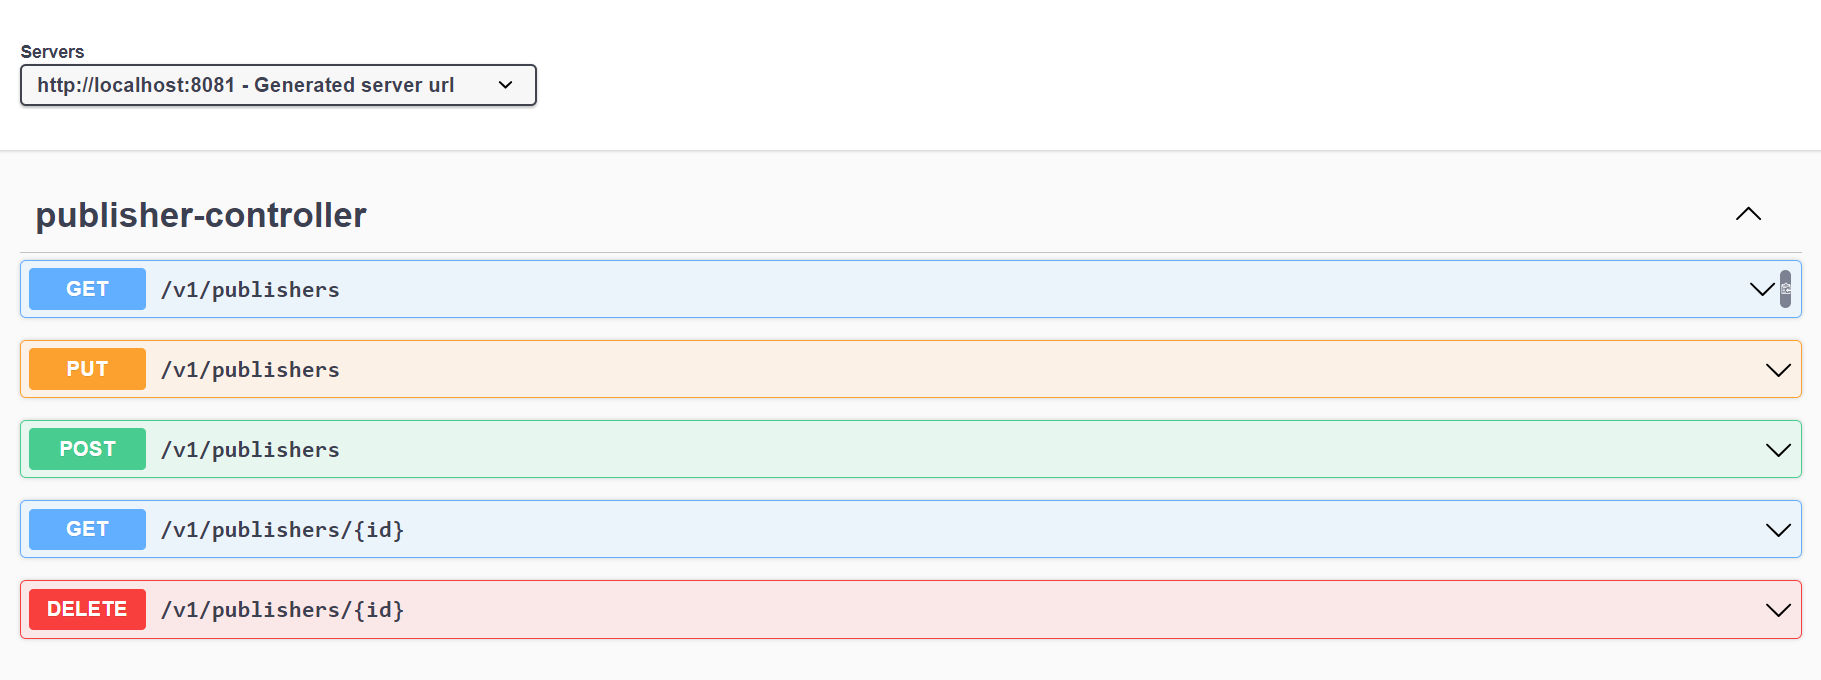 Servers
http://localhost:8081 - Generated server url
publisher-controller
GET /v1/publishers
PUT /v1/publishers
POST /v1/publishers
GET /v1/publishers/{id}
DELETE /v1/publishers/{id}